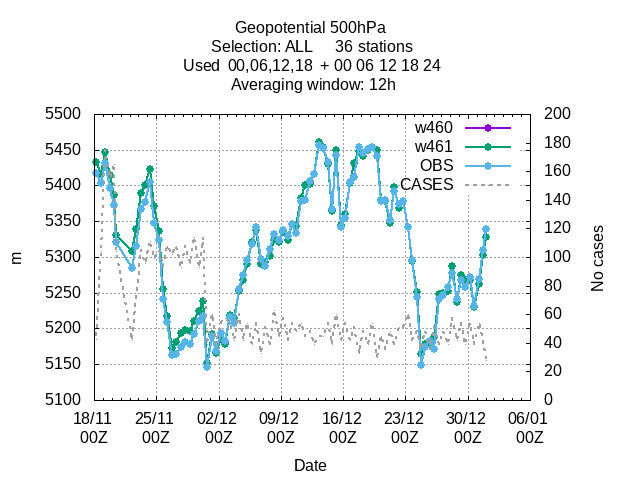 Geopotential 500hPa
Selection: ALL 36 stations
Used 00,06,12,18 + 00 06 12 18 24
Averaging window: 12h
5500
5450
5400
5350
5300
5250
5200
5150
5100
m
200
180
160
140
120
100
80
60
40
20
0
No cases
w460
w461
OBS
CASES
18/11 25/11 02/12 09/12 16/12 23/12 30/12 06/01
00Z 00Z 00Z 00Z 00Z 00Z 00Z 00Z
Date